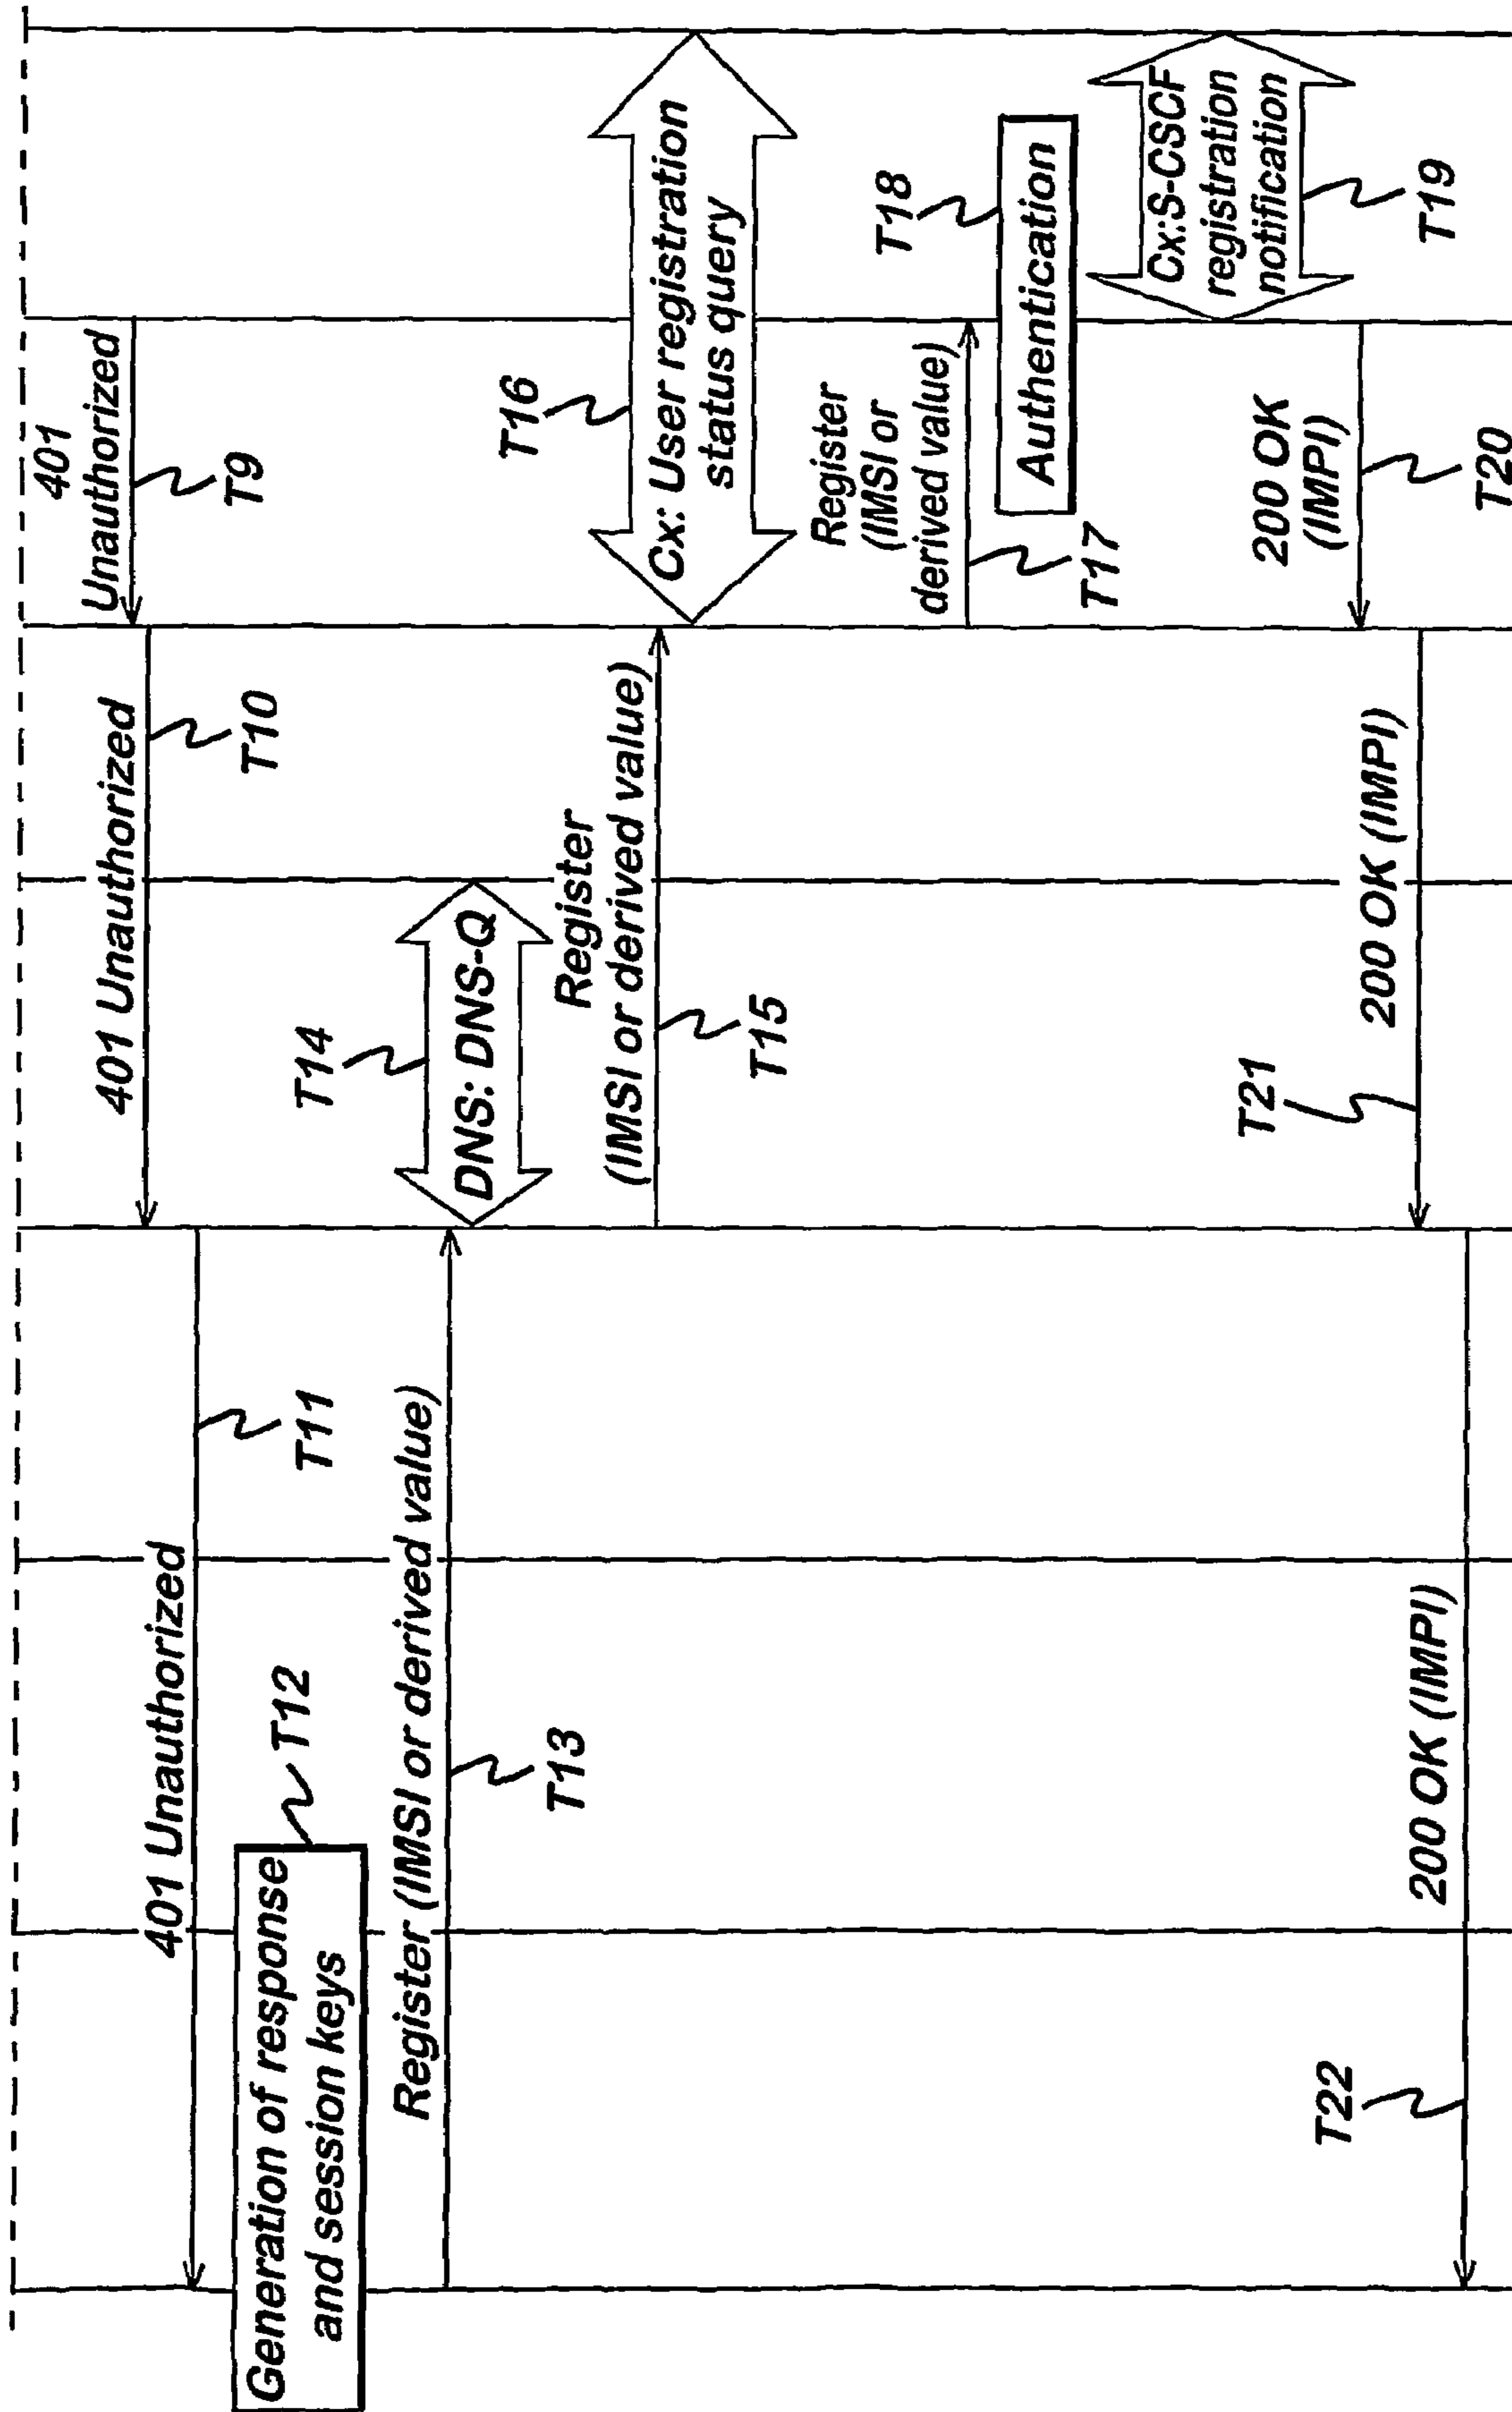 401
Unauthorized
T9
401 Unauthorized
T10
401 Unauthorized
T11
Generation of response
and session keys
T12
Register (IMSI or derived value)
T13
T14
DNS: DNS-Q
Register
(IMSI or derived value)
T15
T16
Cx: User registration
status query
Register
(IMSI or
derived value)
T17
T18
Authentication
Cx:S-CSCF
registration
notification
T19
200 OK
(IMPI)
T20
200 OK (IMPI)
T21
200 OK (IMPI)
T22